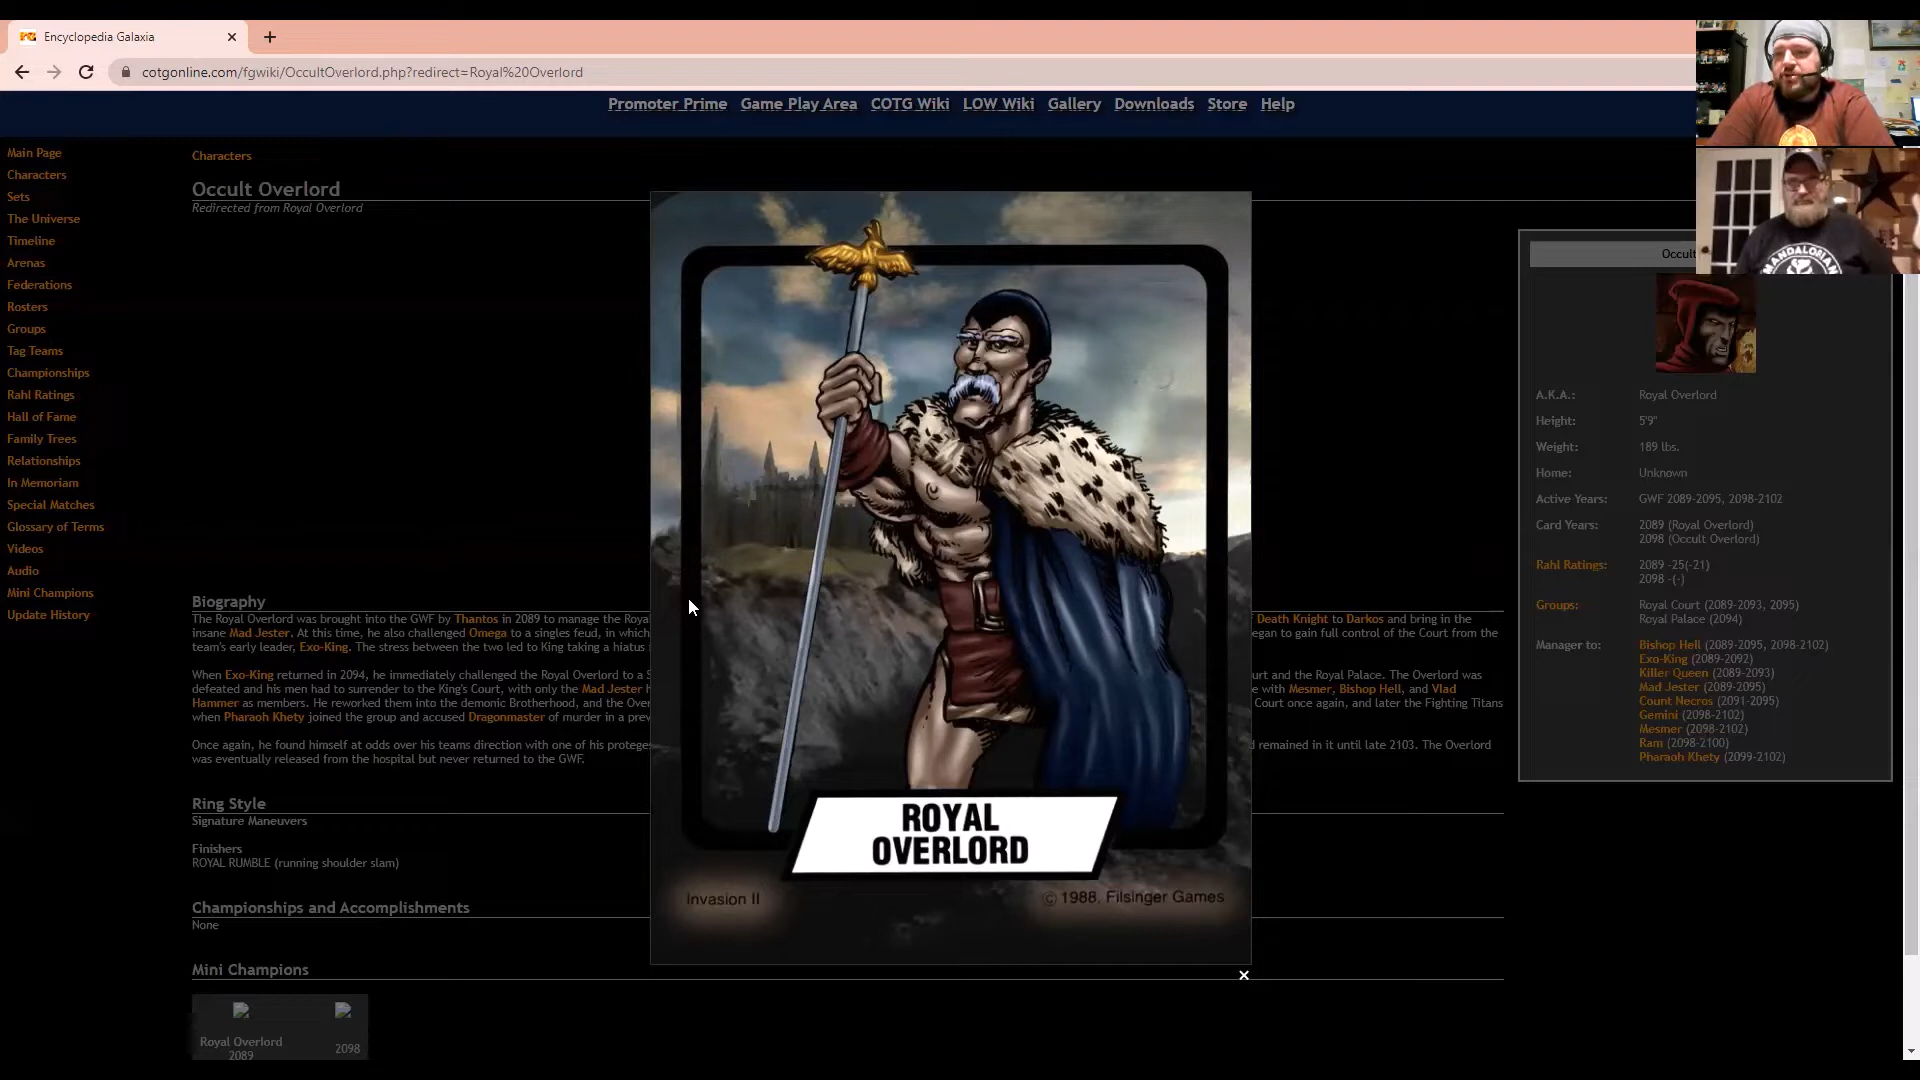 Encyclopedia Galaxia
cotgonline.com/fgwiki/OccultOverlord.php?redirect=Royal%20Overlord
Promoter Prime Game Play Area COTG Wiki LOW Wiki Gallery Downloads Store Help
Main Page
Characters
Sets
The Universe
Timeline
Arenas
Federations
Rosters
Groups
Tag Teams
Championships
Rahl Ratings
Hall of Fame
Family Trees
Relationships
In Memoriam
Special Matches
Glossary of Terms
Videos
Audio
Mini Champions
Update History
Characters
Occult Overlord
Redirected from Royal Overlord
Biography
The Royal Overlord was brought into the GWF by Thantos in 2089 to manage the Roya
Death Knight to Darkos and bring in the
insane Mad Jester. At this time, he also challenged Omega to a singles feud, in which
egan to gain full control of the Court from the
team's early leader, Exo-King. The stress between the two led to King taking a hiatus
When Exo-King returned in 2094, he immediately challenged the Royal Overlord to a S
urt and the Royal Palace. The Overlord was
defeated and his men had to surrender to the King's Court, with only the Mad Jester
e with Mesmer, Bishop Hell, and Vlad
Hammer as members. He reworked them into the demonic Brotherhood, and the Over
Court once again, and later the Fighting Titans
when Pharaoh Khety joined the group and accused Dragonmaster of murder in a prev
Once again, he found himself at odds over his teams direction with one of his proteges
remained in it until late 2103. The Overlord
was eventually released from the hospital but never returned to the GWF.
Ring Style
Signature Maneuvers
Finishers
ROYAL RUMBLE (running shoulder slam)
Championships and Accomplishments
None
Mini Champions
Royal Overlord
2089
2098
ROYAL
OVERLORD
Invasion II
© 1988, Filsinger Games
Occult
A.K.A.: Royal Overlord
Height: 5'9"
Weight: 189 lbs.
Home: Unknown
Active Years: GWF 2089-2095, 2098-2102
Card Years: 2089 (Royal Overlord)
2098 (Occult Overlord)
Rahl Ratings: 2089 -25(-21)
2098 -(-)
Groups: Royal Court (2089-2093, 2095)
Royal Palace (2094)
Manager to: Bishop Hell (2089-2095, 2098-2102)
Exo-King (2089-2092)
Killer Queen (2089-2093)
Mad Jester (2089-2095)
Count Necros (2091-2095)
Gemini (2098-2102)
Mesmer (2098-2102)
Ram (2098-2100)
Pharaoh Khety (2099-2102)
MANDALORIAN